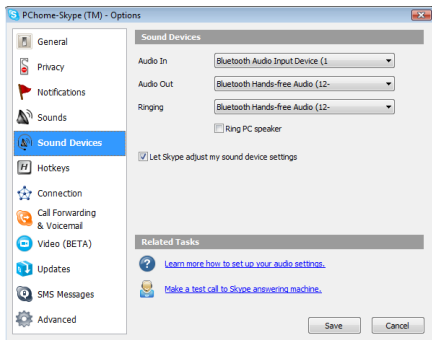 PChome-Skype (TM) - Options
General
Privacy
Notifications
Sounds
Sound Devices
Hotkeys
Connection
Call Forwarding
& Voicemail
Video (BETA)
Updates
SMS Messages
Advanced
Sound Devices
Audio In
Bluetooth Audio Input Device (1
Audio Out
Bluetooth Hands-free Audio (12-
Ringing
Bluetooth Hands-free Audio (12-
Ring PC speaker
Let Skype adjust my sound device settings
Related Tasks
Learn more how to set up your audio settings.
Make a test call to Skype answering machine.
Save
Cancel